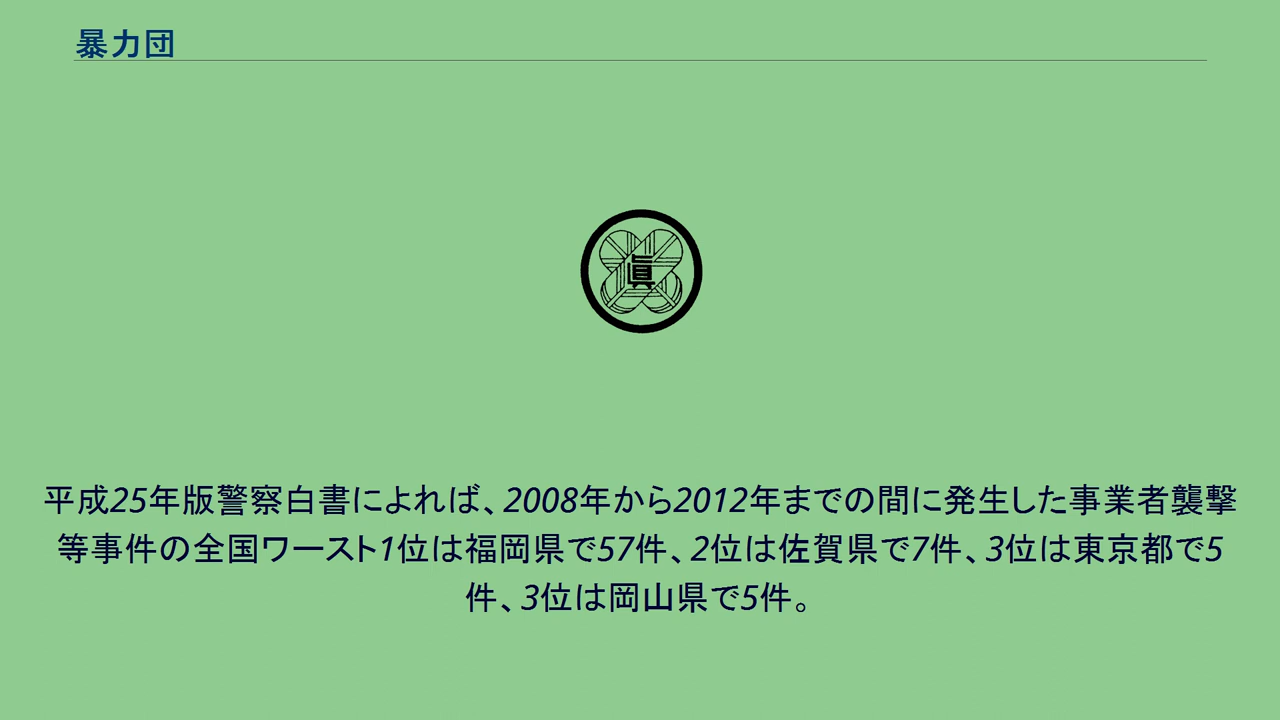 暴力団
眞
平成25年版警察白書によれば、2008年から2012年までの間に発生した事業者襲撃
等事件の全国ワースト1位は福岡県で57件、2位は佐賀県で7件、3位は東京都で5
件、3位は岡山県で5件。